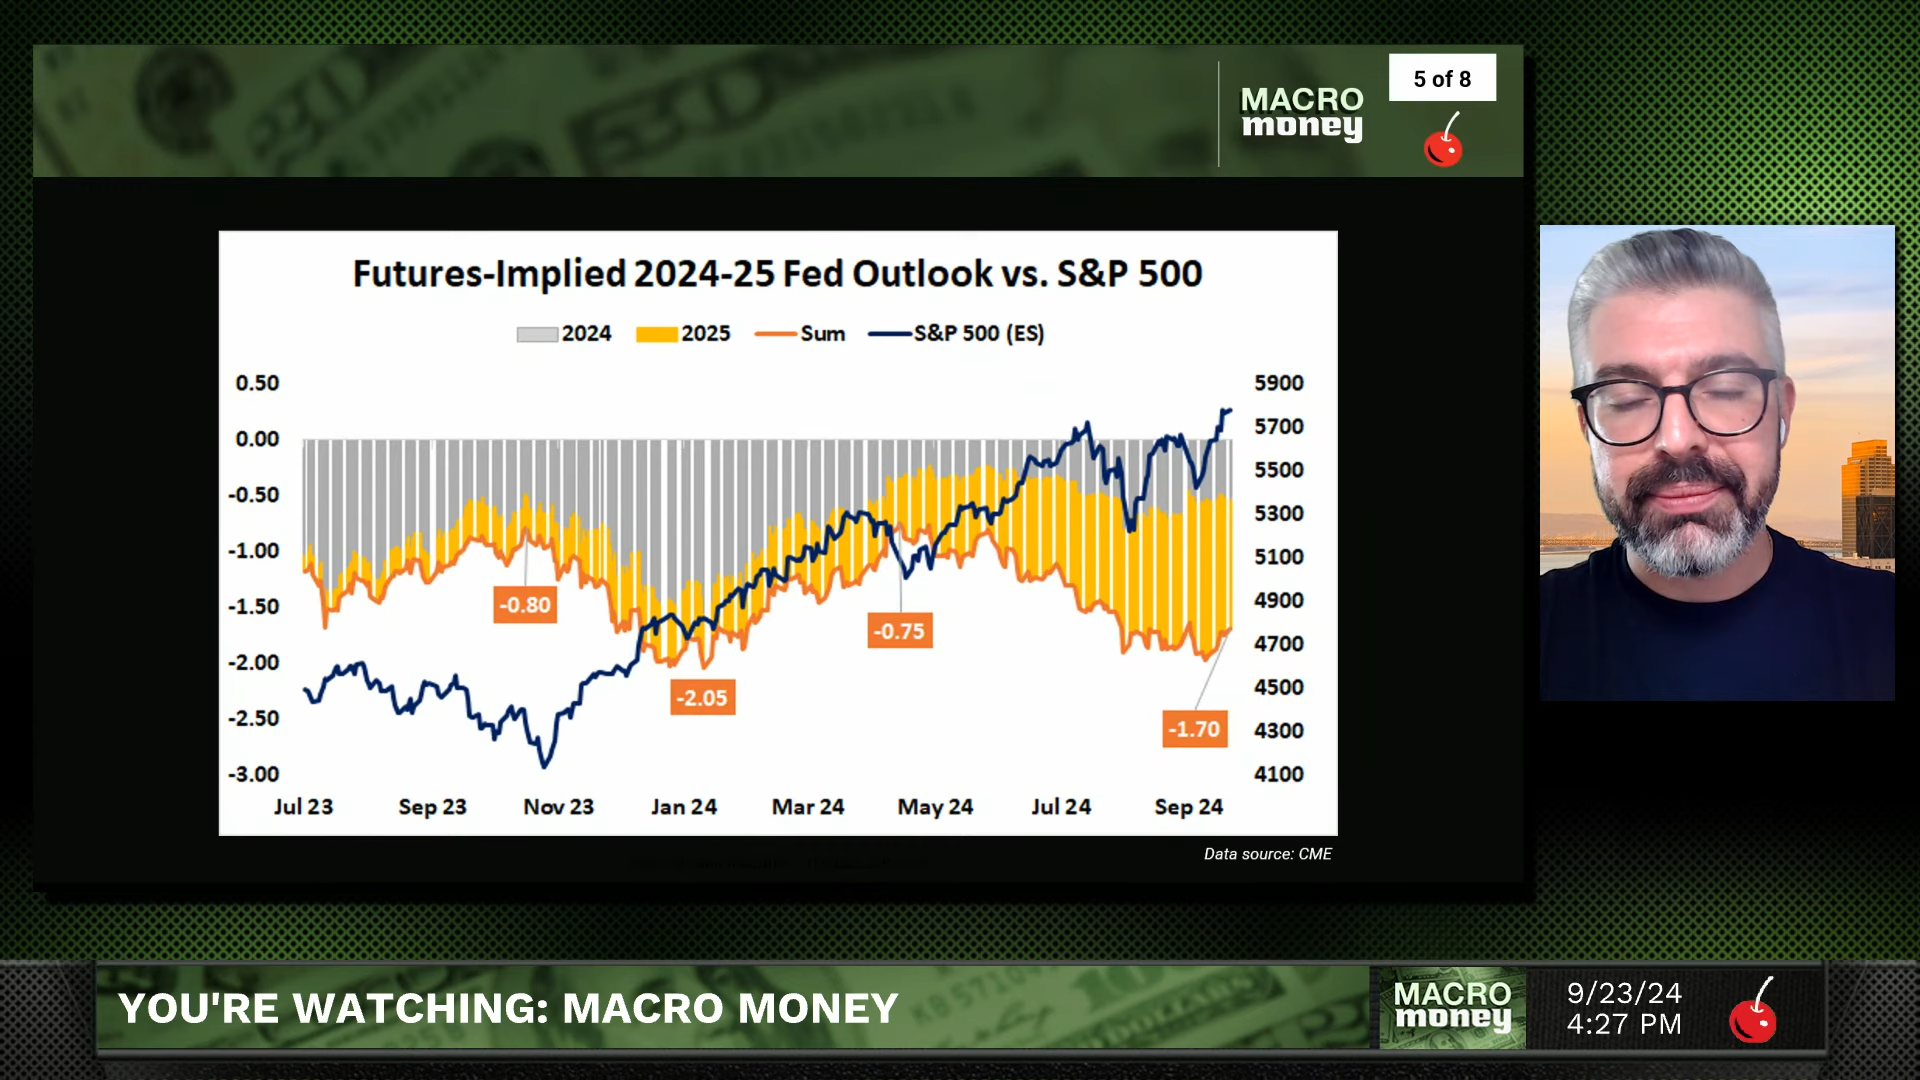 MACRO
money
5 of 8
Futures-Implied 2024-25 Fed Outlook vs. S&P 500
2024 2025 Sum S&P 500 (ES)
0.50
0.00
-0.50
-1.00
-1.50
-2.00
-2.50
-3.00
5900
5700
5500
5300
5100
4900
4700
4500
4300
4100
-0.80
-2.05
-0.75
-1.70
Jul 23 Sep 23 Nov 23 Jan 24 Mar 24 May 24 Jul 24 Sep 24
Data source: CME
YOU'RE WATCHING: MACRO MONEY
MACRO
money
9/23/24
4:27 PM